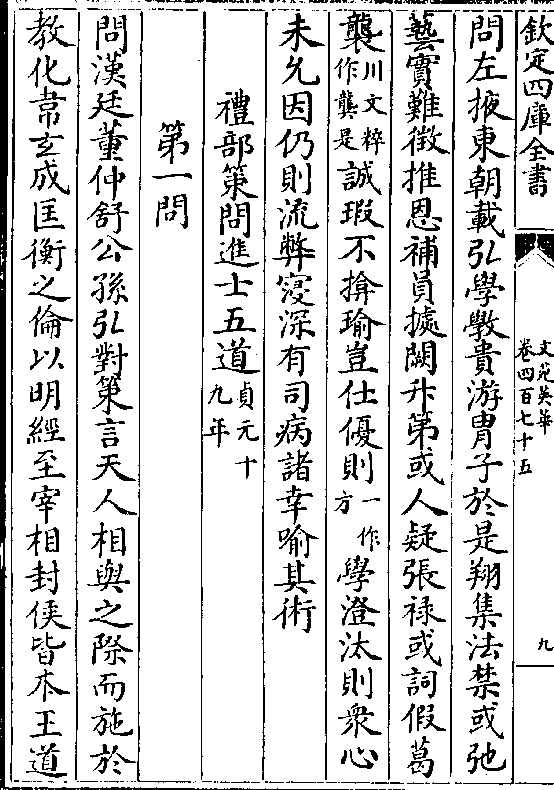 欽定四庫全書
文苑英華
卷四百七十五
九
問左掖東朝載弘學斆貴游胄子於是翔集法禁或弛
藝實難徴推恩補員據闕升第或人疑張禄或詞假葛
襲川文粹作龔是誠瑕不揜瑜豈仕優則一作方學澄汰則衆心
未允因仍則流弊寖深有司病諸幸喻其術
禮部策問進士五道貞元十九年
第一問
問漢廷董仲舒公孫弘對策言天人相與之際而施於
教化韋玄成匡衡之倫以明經至宰相封侯皆本王道